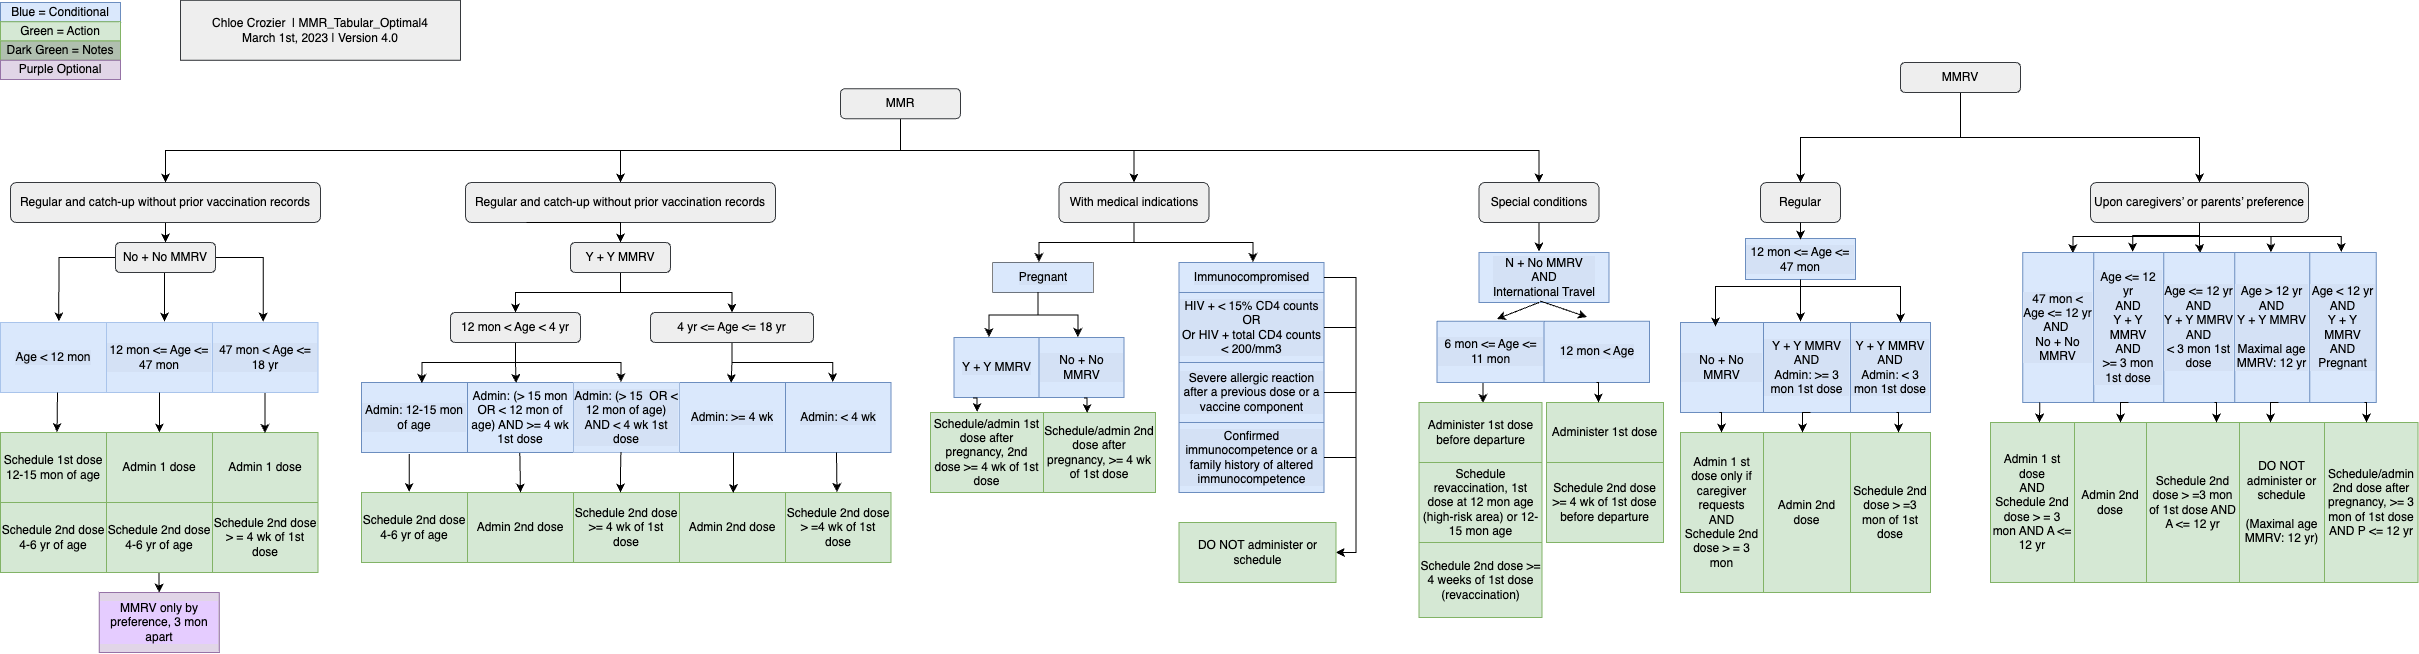 Blue = Conditional
Green = Action
Dark Green = Notes
Purple Optional
Chloe Crozier | MMR_Tabular_Optimal4
March 1st, 2023 | Version 4.0
MMR
MMRV
Regular and catch-up without prior vaccination records
Regular and catch-up without prior vaccination records
With medical indications
Special conditions
Regular
Upon caregivers' or parents' preference
No + No MMRV
Age < 12 mon
12 mon <= Age <=
47 mon
47 mon < Age <=
18 yr
Schedule 1st dose
12-15 mon of age
Admin 1 dose
Admin 1 dose
Schedule 2nd dose
4-6 yr of age
Schedule 2nd dose
4-6 yr of age
Schedule 2nd dose
> = 4 wk of 1st
dose
MMRV only by
preference, 3 mon
apart
Y + Y MMRV
12 mon < Age < 4 yr
4 yr <= Age <= 18 yr
Admin: 12-15 mon
of age
Admin: (> 15 mon
OR < 12 mon of
age) AND >= 4 wk
1st dose
Admin: (> 15  OR <
12 mon of age)
AND < 4 wk 1st
dose
Admin: >= 4 wk
Admin: < 4 wk
Schedule 2nd dose
4-6 yr of age
Admin 2nd dose
Schedule 2nd dose
>= 4 wk of 1st
dose
Admin 2nd dose
Schedule 2nd dose
> =4 wk of 1st
dose
Pregnant
Y + Y MMRV
No + No
MMRV
Schedule/admin 1st
dose after
pregnancy, 2nd
dose >= 4 wk of 1st
dose
Schedule/admin 2nd
dose after
pregnancy, >= 4 wk
of 1st dose
Immunocompromised
HIV + < 15% CD4 counts
OR
Or HIV + total CD4 counts
< 200/mm3
Severe allergic reaction
after a previous dose or a
vaccine component
Confirmed
immunocompetence or a
family history of altered
immunocompetence
DO NOT administer or
schedule
N + No MMRV
AND
International Travel
6 mon <= Age <=
11 mon
12 mon < Age
Administer 1st dose
before departure
Schedule
revaccination, 1st
dose at 12 mon age
(high-risk area) or 12-
15 mon age
Schedule 2nd dose >=
4 weeks of 1st dose
(revaccination)
Administer 1st dose
Schedule 2nd dose
>= 4 wk of 1st dose
before departure
12 mon <= Age <=
47 mon
No + No
MMRV
Y + Y MMRV
AND
Admin: >= 3
mon 1st dose
Y + Y MMRV
AND
Admin: < 3
mon 1st dose
Admin 1 st
dose only if
caregiver
requests
AND
Schedule 2nd
dose > = 3
mon
Admin 2nd
dose
Schedule 2nd
dose > =3
mon of 1st
dose
47 mon <
Age <= 12 yr
AND
No + No
MMRV
Age <= 12
yr
AND
Y + Y
MMRV
AND
>= 3 mon
1st dose
Age <= 12 yr
AND
Y + Y MMRV
AND
< 3 mon 1st
dose
Age > 12 yr
AND
Y + Y MMRV
Maximal age
MMRV: 12 yr
Age < 12 yr
AND
Y + Y
MMRV
AND
Pregnant
Admin 1 st
dose
AND
Schedule 2nd
dose > = 3
mon AND A <=
12 yr
Admin 2nd
dose
Schedule 2nd
dose > =3 mon
of 1st dose AND
A <= 12 yr
DO NOT
administer or
schedule
(Maximal age
MMRV: 12 yr)
Schedule/admin
2nd dose after
pregnancy, >= 3
mon of 1st dose
AND P <= 12 yr